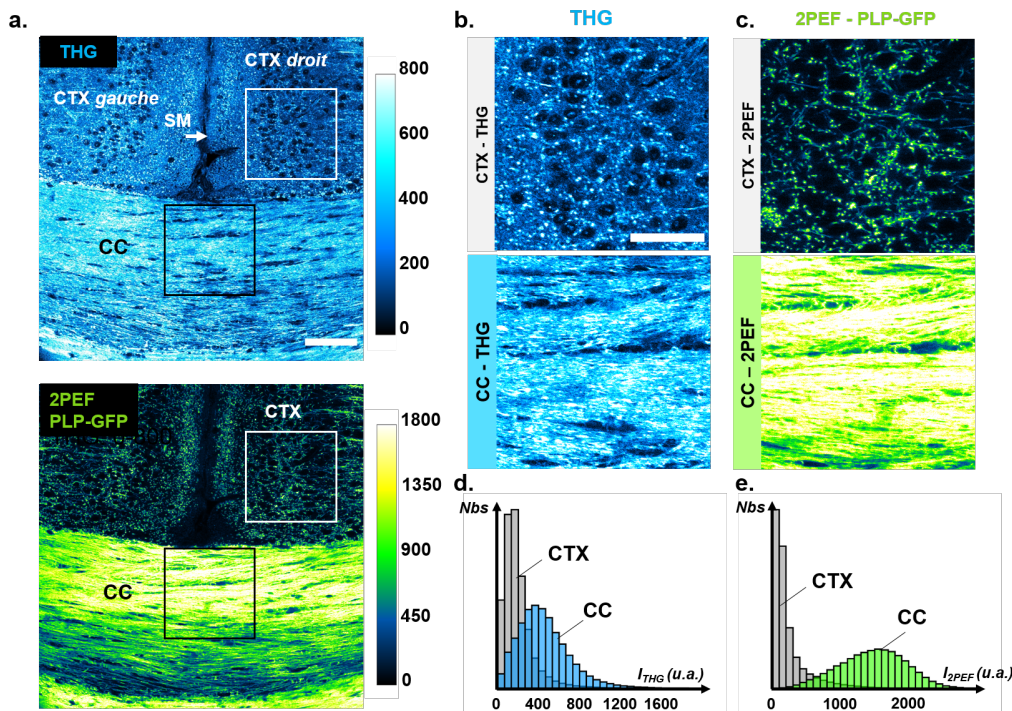 a.
THG
CTX droit
CTX gauche
SM
CC
800
600
400
200
0
2PEF
PLP-GFP
CTX
CC
1800
1350
900
450
0
b.
THG
CTX - THG
CC - THG
c.
2PEF - PLP-GFP
CTX – 2PEF
CC – 2PEF
d.
Nbs
CTX
CC
I THG (u.a.)
0 400 800 1200 1600
e.
Nbs
CTX
CC
I 2PEF (u.a.)
0 1000 2000